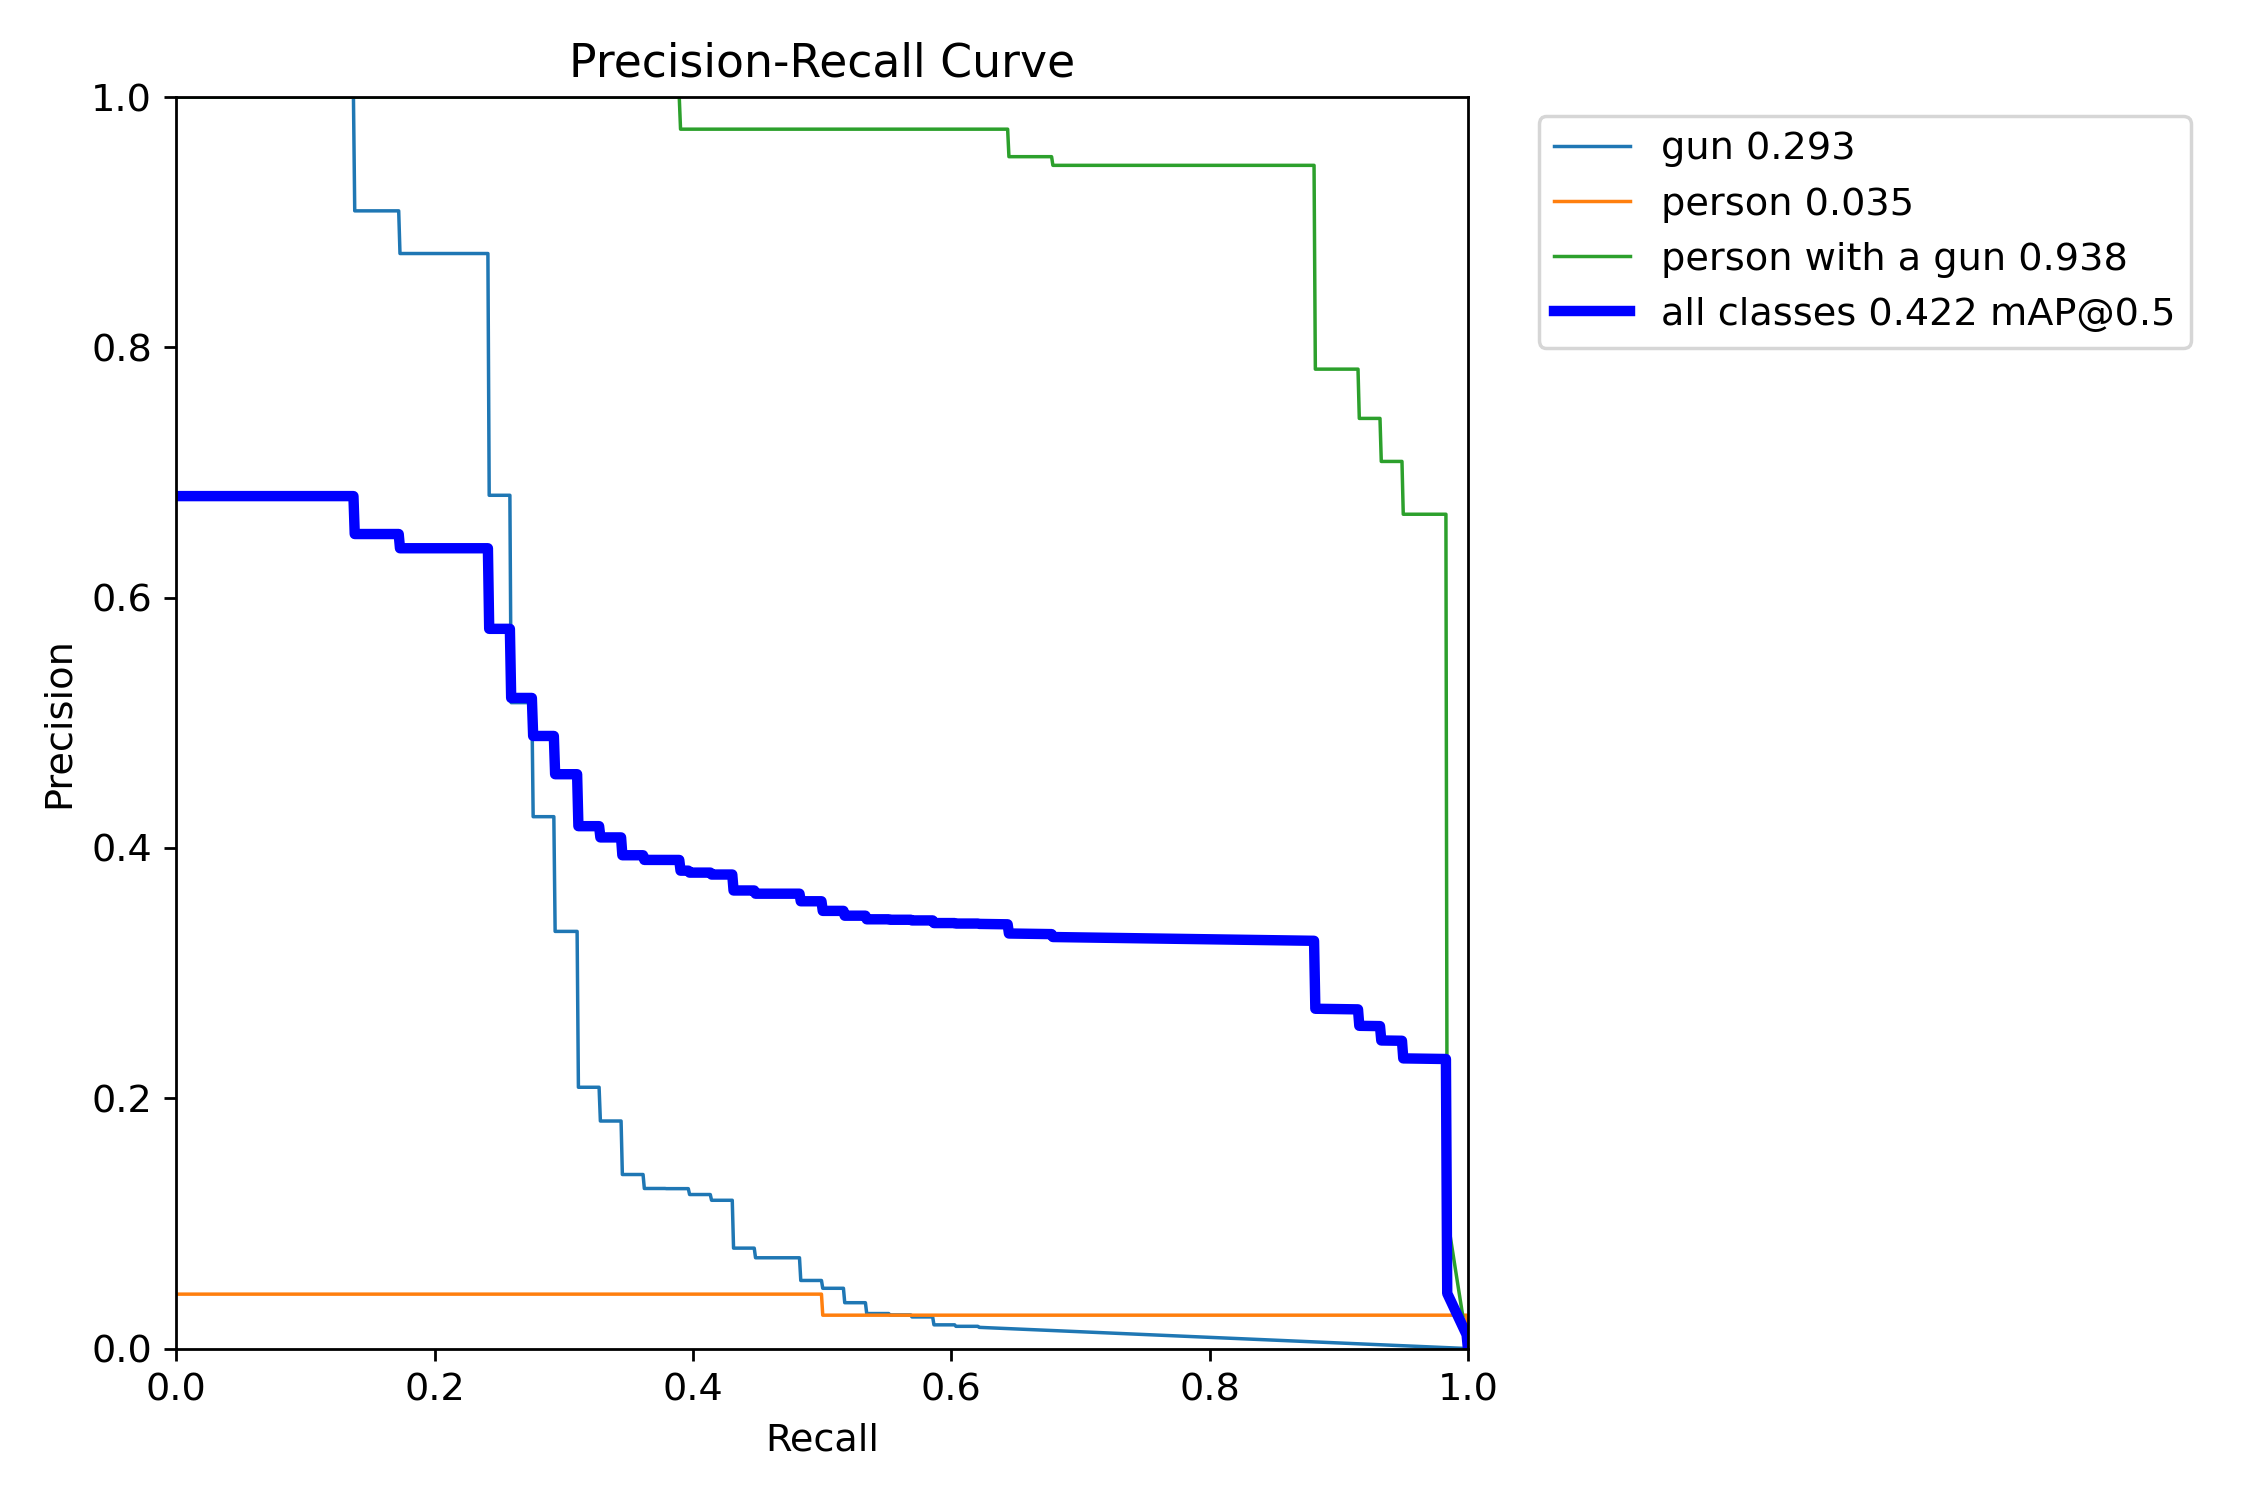 Precision-Recall Curve
1.0
0.8
0.6
0.4
0.2
0.0
Precision
0.0 0.2 0.4 0.6 0.8 1.0
Recall
gun 0.293
person 0.035
person with a gun 0.938
all classes 0.422 mAP@0.5